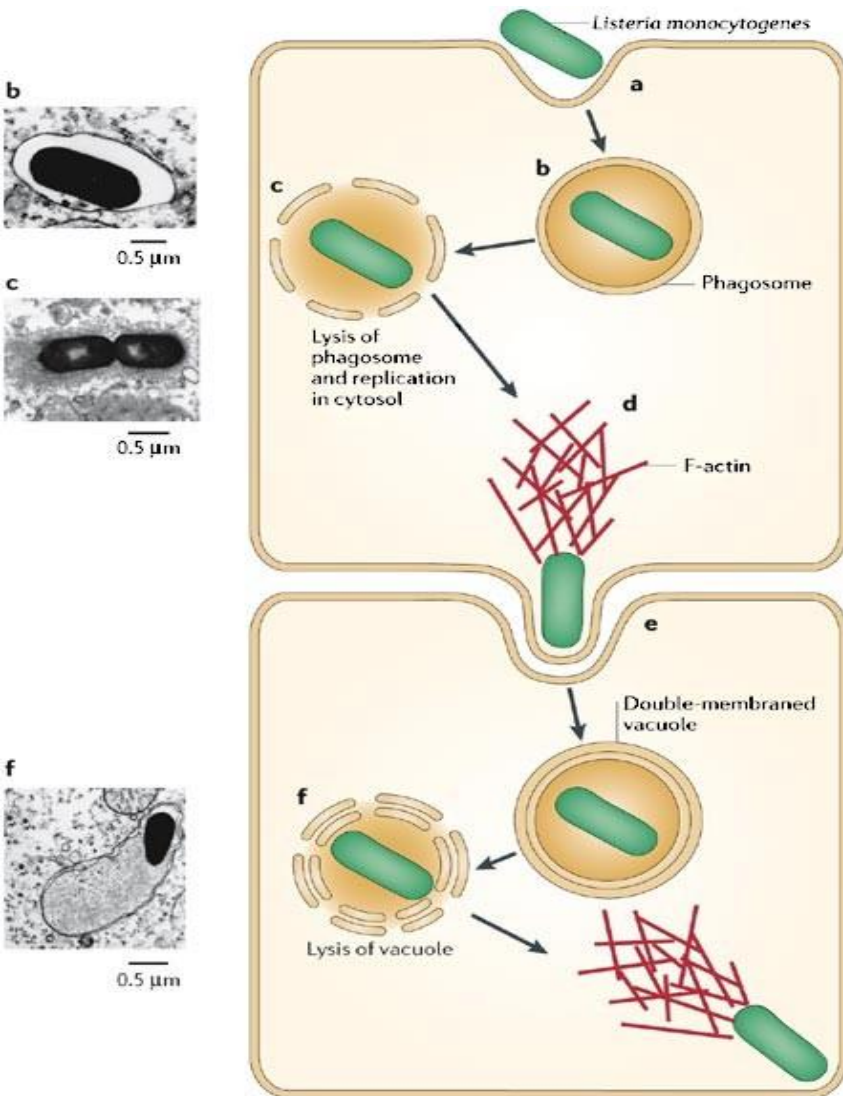 Listeria monocytogenes
a
b
b
c
0.5 µm
Phagosome
c
Lysis of
phagosome
and replication
in cytosol
0.5 µm
d
F-actin
e
Double-membraned
vacuole
f
f
Lysis of vacuole
0.5 µm